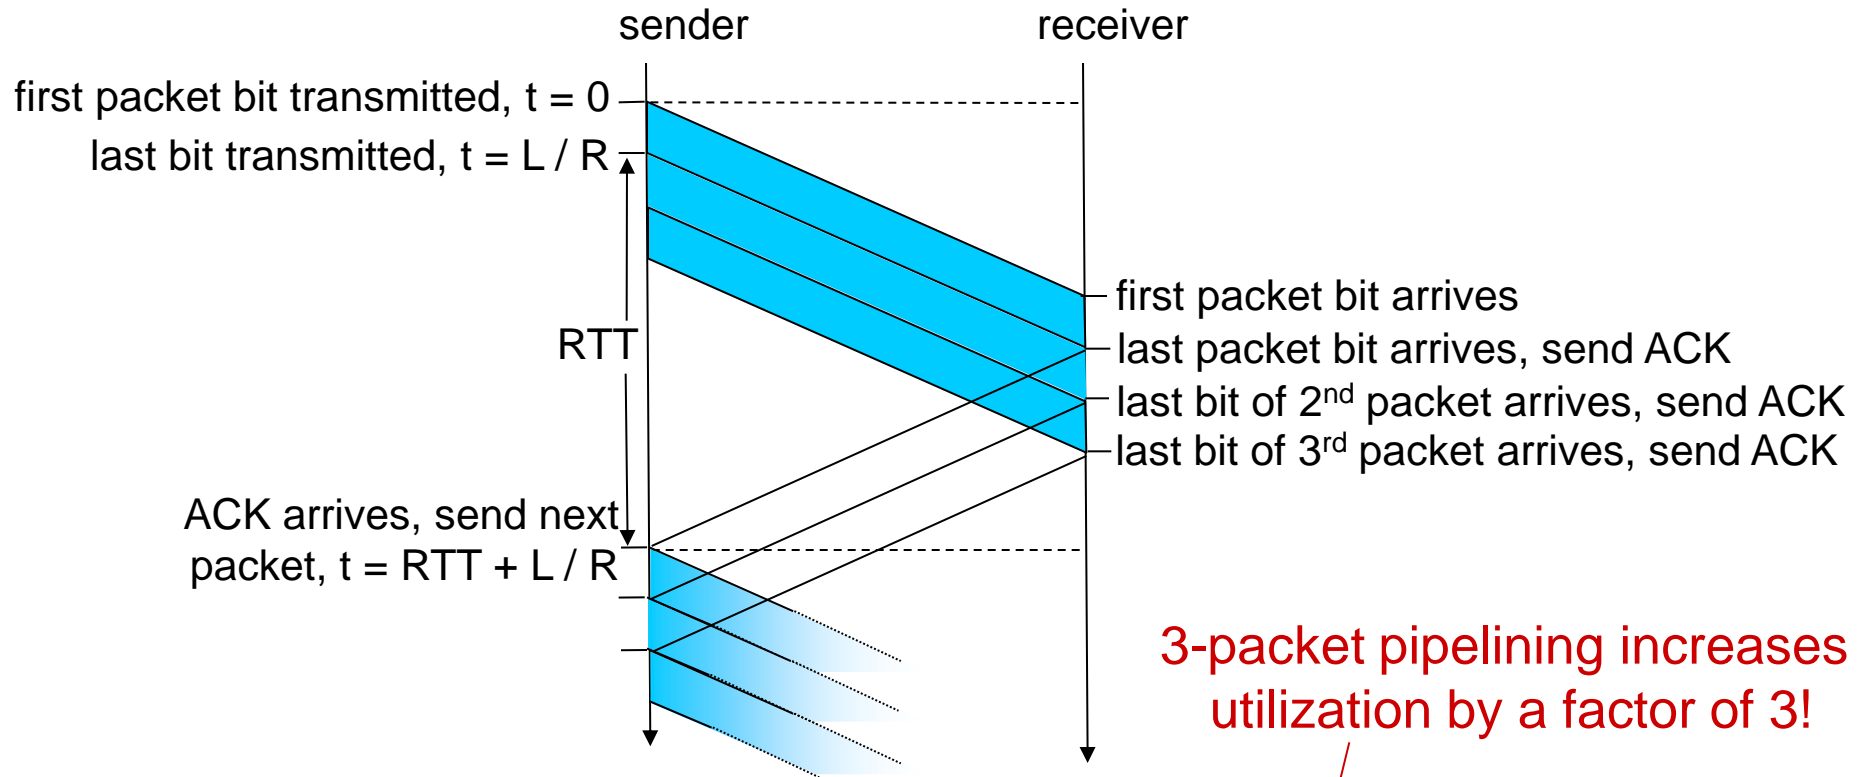 sender
receiver
first packet bit transmitted, t = 0
last bit transmitted, t = L / R
first packet bit arrives
RTT
last packet bit arrives, send ACK
last bit of 2nd packet arrives, send ACK
last bit of 3rd packet arrives, send ACK
ACK arrives, send next
packet, t = RTT + L / R
3-packet pipelining increases
utilization by a factor of 3!